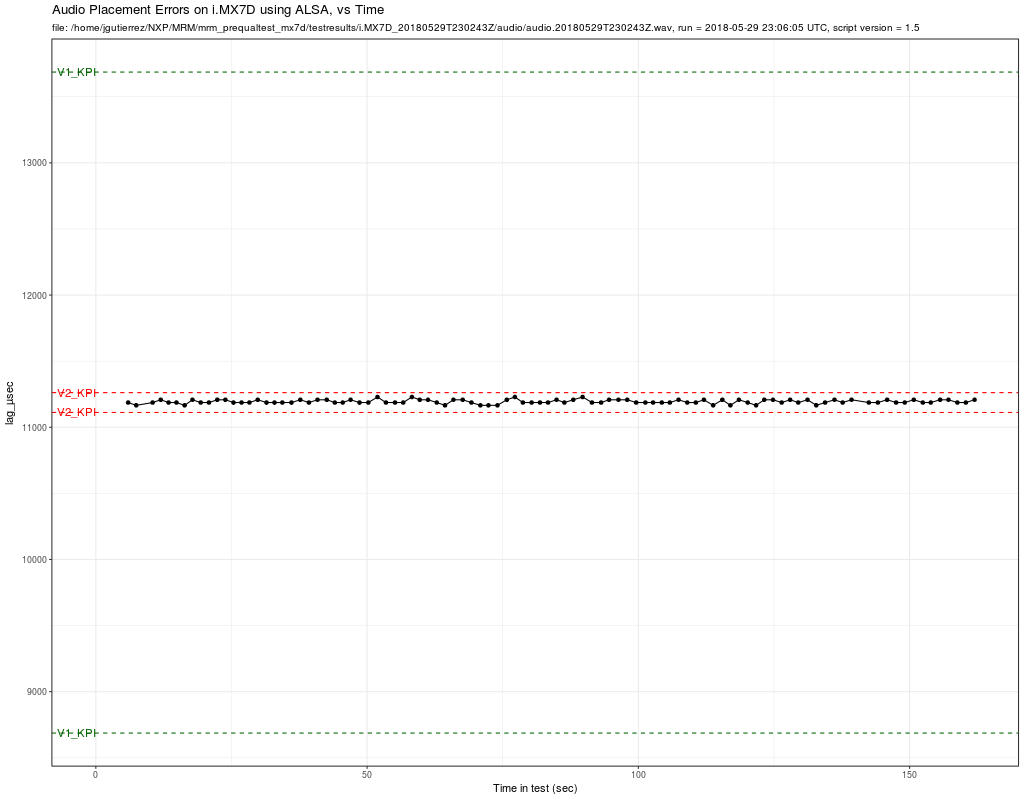 Audio Placement Errors on i.MX7D using ALSA, vs Time
file: /home/jgutierrez/NXP/MRM/mrm_prequaltest_mx7d/testresults/i.MX7D_20180529T230243Z/audio/audio.20180529T230243Z.wav, run = 2018-05-29 23:06:05 UTC, script version = 1.5
V1_KPI
13000
12000
V2_KPI
V2_KPI
11000
lag_µsec
10000
9000
V1_KPI
0 50 100 150
Time in test (sec)